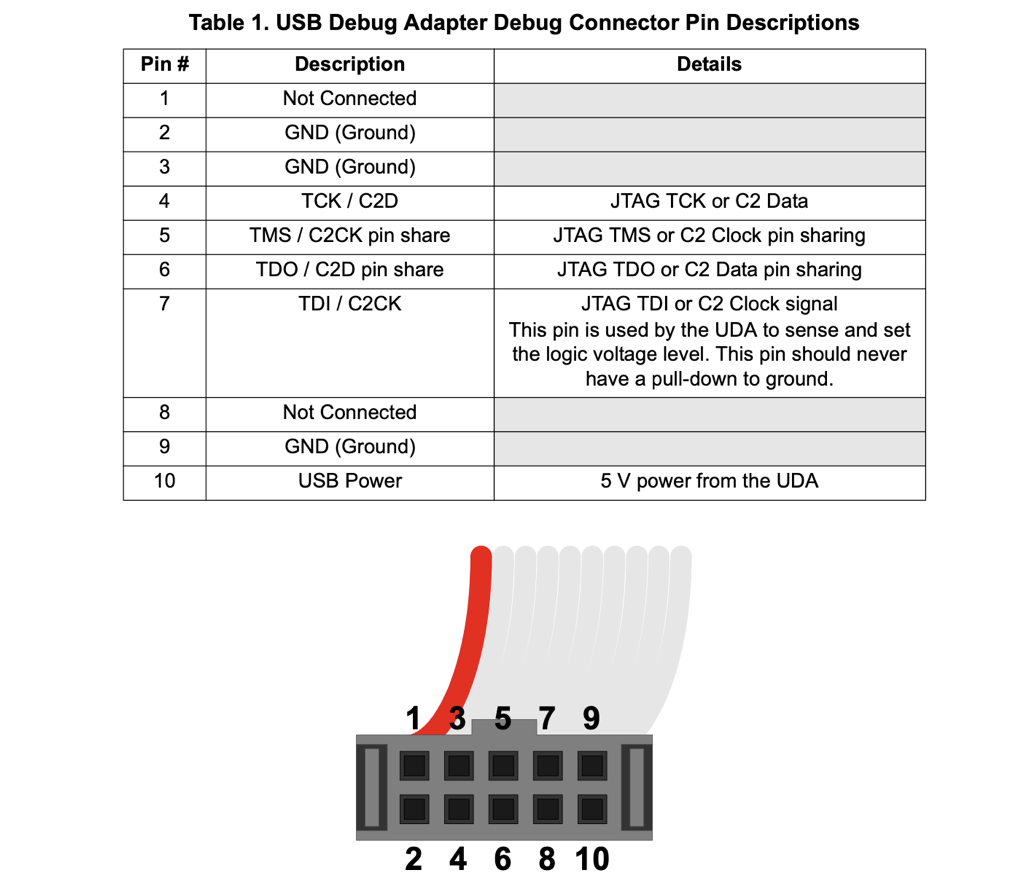 Table 1. USB Debug Adapter Debug Connector Pin Descriptions
Pin # Description Details
1 Not Connected
2 GND (Ground)
3 GND (Ground)
4 TCK / C2D JTAG TCK or C2 Data
5 TMS / C2CK pin share JTAG TMS or C2 Clock pin sharing
6 TDO / C2D pin share JTAG TDO or C2 Data pin sharing
7 TDI / C2CK JTAG TDI or C2 Clock signal
This pin is used by the UDA to sense and set
the logic voltage level. This pin should never
have a pull-down to ground.
8 Not Connected
9 GND (Ground)
10 USB Power 5 V power from the UDA
1 3 5 7 9
2 4 6 8 10